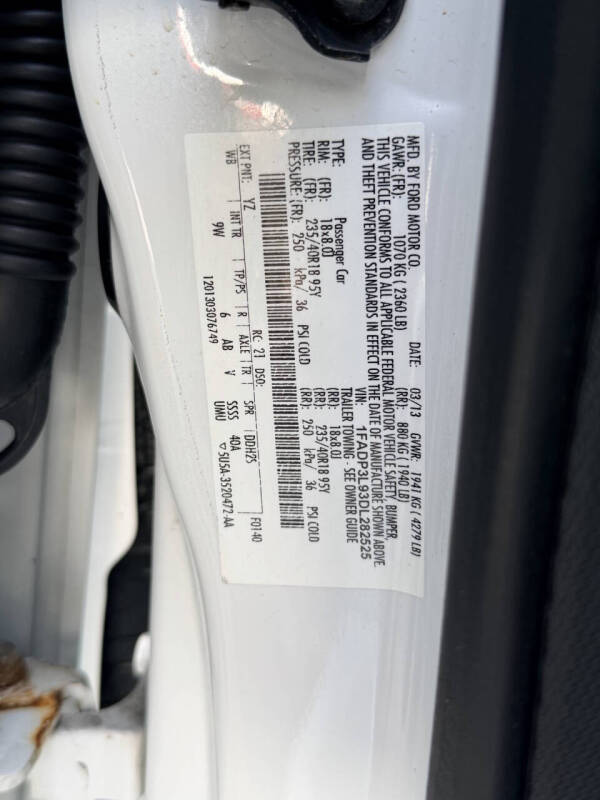 MFD. BY FORD MOTOR CO.
DATE: 03/13 GVWR: 1941 KG ( 4279 LB)
GAWR: (FR): 1070 KG ( 2360 LB) (RR): 880 KG ( 1940 LB)
THIS VEHICLE CONFORMS TO ALL APPLICABLE FEDERAL MOTOR VEHICLE SAFETY, BUMPER,
AND THEFT PREVENTION STANDARDS IN EFFECT ON THE DATE OF MANUFACTURE SHOWN ABOVE.
VIN: 1FADP3L93DL282525
TYPE: Passenger Car TRAILER TOWING - SEE OWNER GUIDE
RIM: (FR): 18x8.0J (RR): 18x8.0J
TIRE: (FR): 235/40R18 95Y (RR): 235/40R18 95Y
PRESSURE: (FR): 250 kPa/ 36 PSI COLD (RR): 250 kPa/ 36 PSI COLD
F0140
RC: 21 DSO:
EXT PNT: YZ
INT TR TP/PS R AXLE TR SPR DDH2S
WB 9W 6 AB V SSSS 40A
UMU
1201303076749 ▽5U5A-3520472-AA